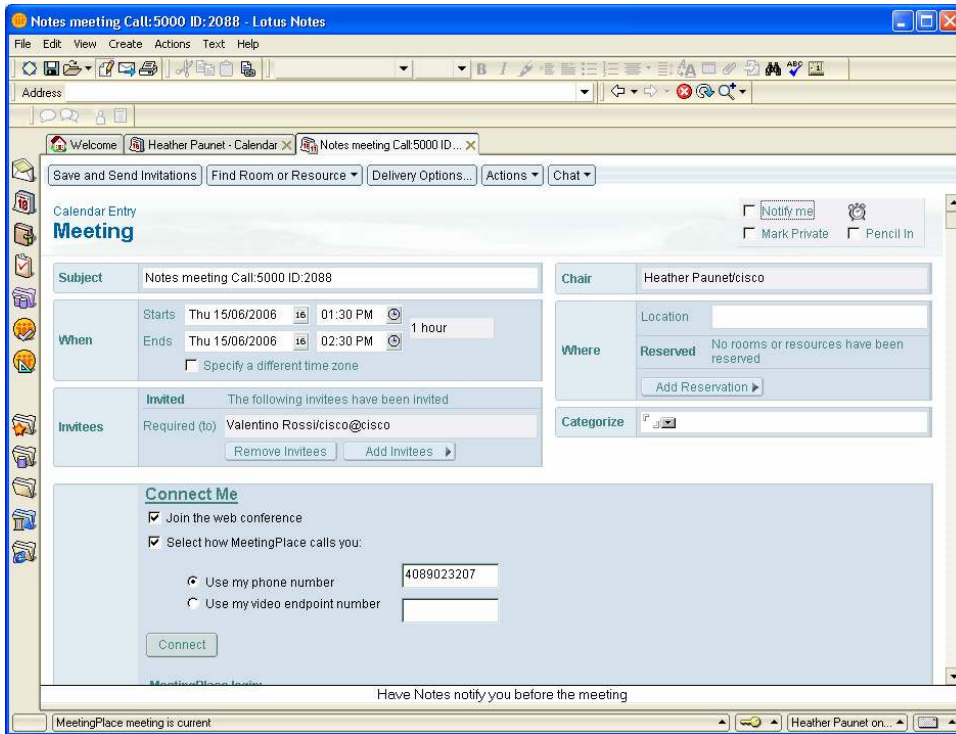 Notes meeting Call:5000 ID:2088 - Lotus Notes
File Edit View Create Actions Text Help
B I
Address
Welcome Heather Paunet - Calendar Notes meeting Call:5000 ID ...
Save and Send Invitations Find Room or Resource Delivery Options... Actions Chat
Calendar Entry
Meeting
Notify me
Mark Private Pencil In
Subject Notes meeting Call:5000 ID:2088
When
Starts Thu 15/06/2006 16 01:30 PM
1 hour
Ends Thu 15/06/2006 16 02:30 PM
Specify a different time zone
Invitees
Invited The following invitees have been invited
Required (to) Valentino Rossi/cisco@cisco
Remove Invitees Add Invitees
Chair Heather Paunet/cisco
Where
Location
Reserved No rooms or resources have been
reserved
Add Reservation
Categorize
Connect Me
Join the web conference
Select how MeetingPlace calls you:
Use my phone number 4089023207
Use my video endpoint number
Connect
MeetingPlace login:
Have Notes notify you before the meeting
MeetingPlace meeting is current
Heather Paunet on...